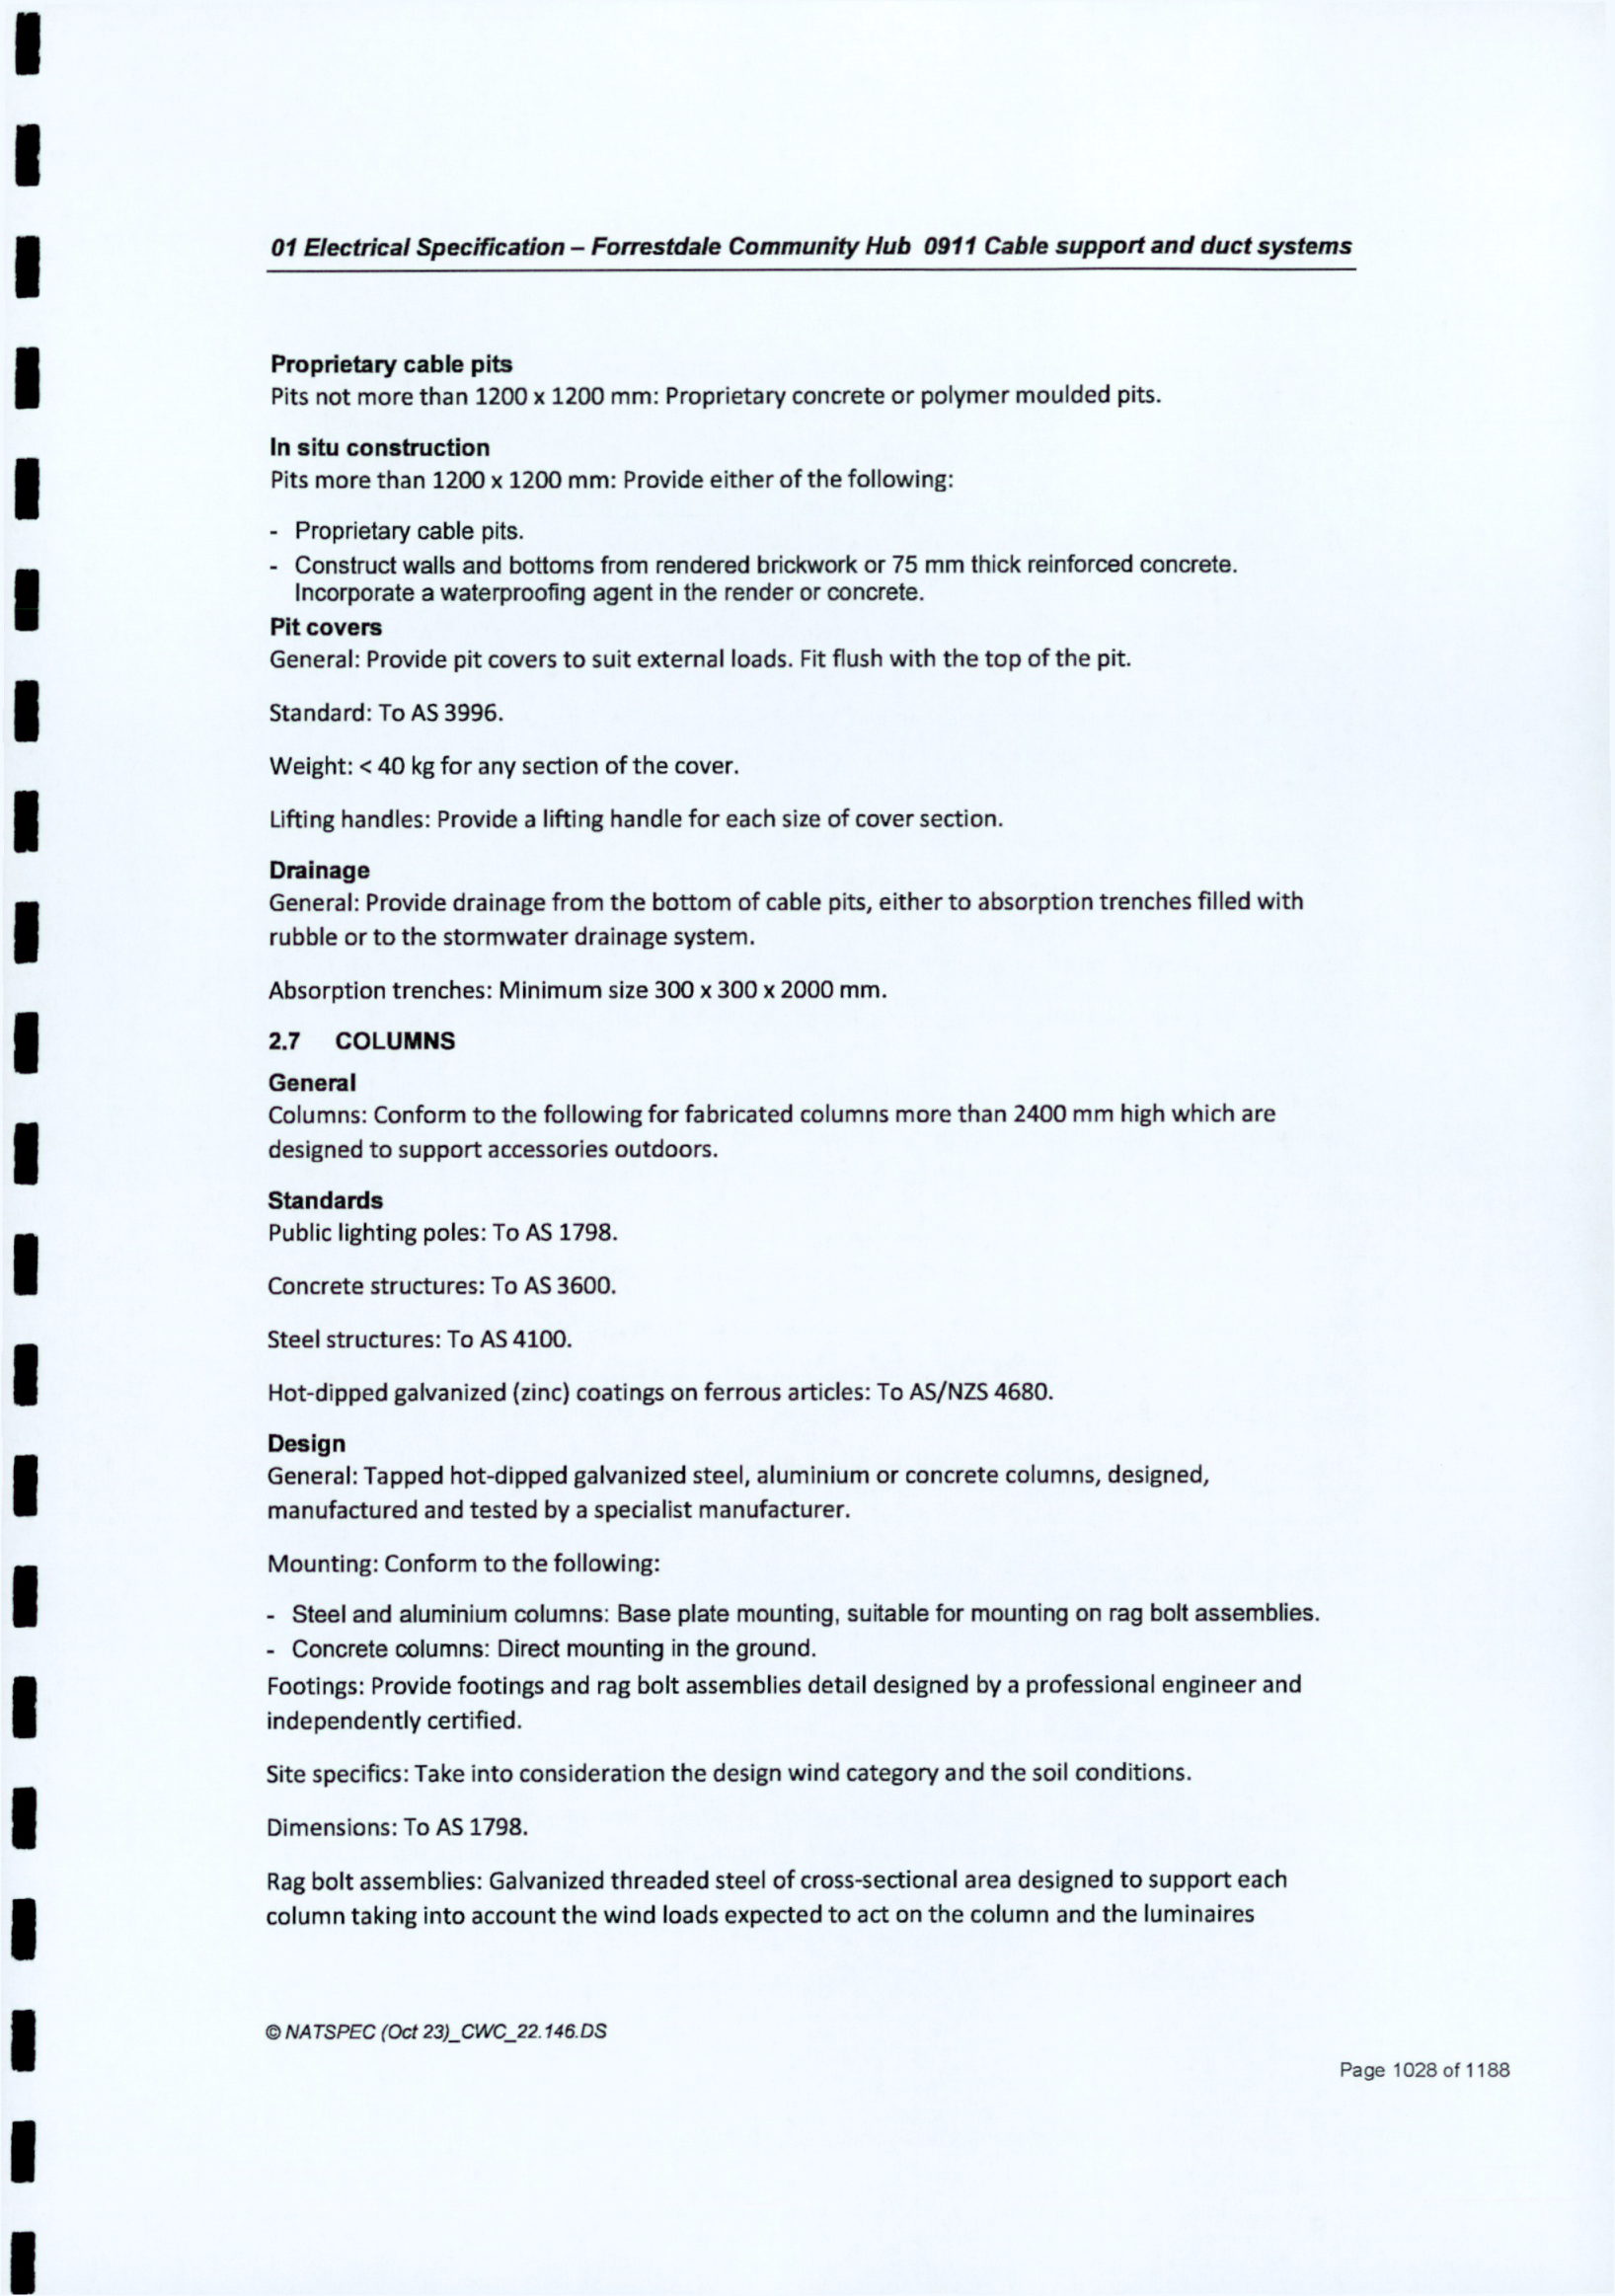 01 Electrical Specification – Forrestdale Community Hub 0911 Cable support and duct systems
Proprietary cable pits
Pits not more than 1200 x 1200 mm: Proprietary concrete or polymer moulded pits.
In situ construction
Pits more than 1200 x 1200 mm: Provide either of the following:
- Proprietary cable pits.
- Construct walls and bottoms from rendered brickwork or 75 mm thick reinforced concrete.
Incorporate a waterproofing agent in the render or concrete.
Pit covers
General: Provide pit covers to suit external loads. Fit flush with the top of the pit.
Standard: To AS 3996.
Weight: < 40 kg for any section of the cover.
Lifting handles: Provide a lifting handle for each size of cover section.
Drainage
General: Provide drainage from the bottom of cable pits, either to absorption trenches filled with
rubble or to the stormwater drainage system.
Absorption trenches: Minimum size 300 x 300 x 2000 mm.
2.7 COLUMNS
General
Columns: Conform to the following for fabricated columns more than 2400 mm high which are
designed to support accessories outdoors.
Standards
Public lighting poles: To AS 1798.
Concrete structures: To AS 3600.
Steel structures: To AS 4100.
Hot-dipped galvanized (zinc) coatings on ferrous articles: To AS/NZS 4680.
Design
General: Tapped hot-dipped galvanized steel, aluminium or concrete columns, designed,
manufactured and tested by a specialist manufacturer.
Mounting: Conform to the following:
- Steel and aluminium columns: Base plate mounting, suitable for mounting on rag bolt assemblies.
- Concrete columns: Direct mounting in the ground.
Footings: Provide footings and rag bolt assemblies detail designed by a professional engineer and
independently certified.
Site specifics: Take into consideration the design wind category and the soil conditions.
Dimensions: To AS 1798.
Rag bolt assemblies: Galvanized threaded steel of cross-sectional area designed to support each
column taking into account the wind loads expected to act on the column and the luminaires
© NATSPEC (Oct 23)_CWC_22.146.DS
Page 1028 of 1188